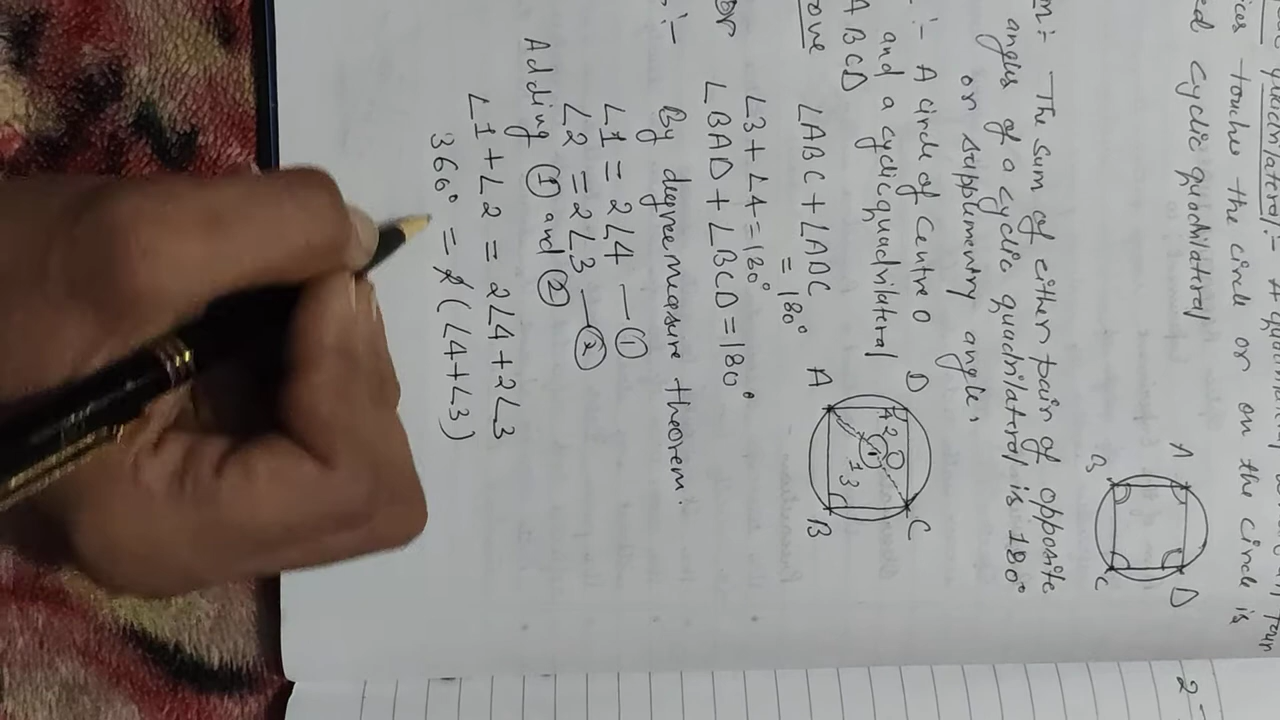 touches the circle or on the circle is
cyclic quadrilateral
A
B
C
D
m:- The sum of either pair of opposite
angles of a cyclic quadrilateral is 180°
or supplementry angle.
:- A circle of Centre O
and a cyclic quadrilateral
ABCD
ove ∠ABC + ∠ADC
= 180°
∠3 + ∠4 = 180°
or ∠BAD + ∠BCD = 180°
D
A
C
B
4 2 O
1 3
:- By degree measure theorem.
∠1 = 2∠4 — ①
∠2 = 2∠3 — ②
Adding ① and ②
∠1 + ∠2 = 2∠4 + 2∠3
360° = 2(∠4+∠3)
2